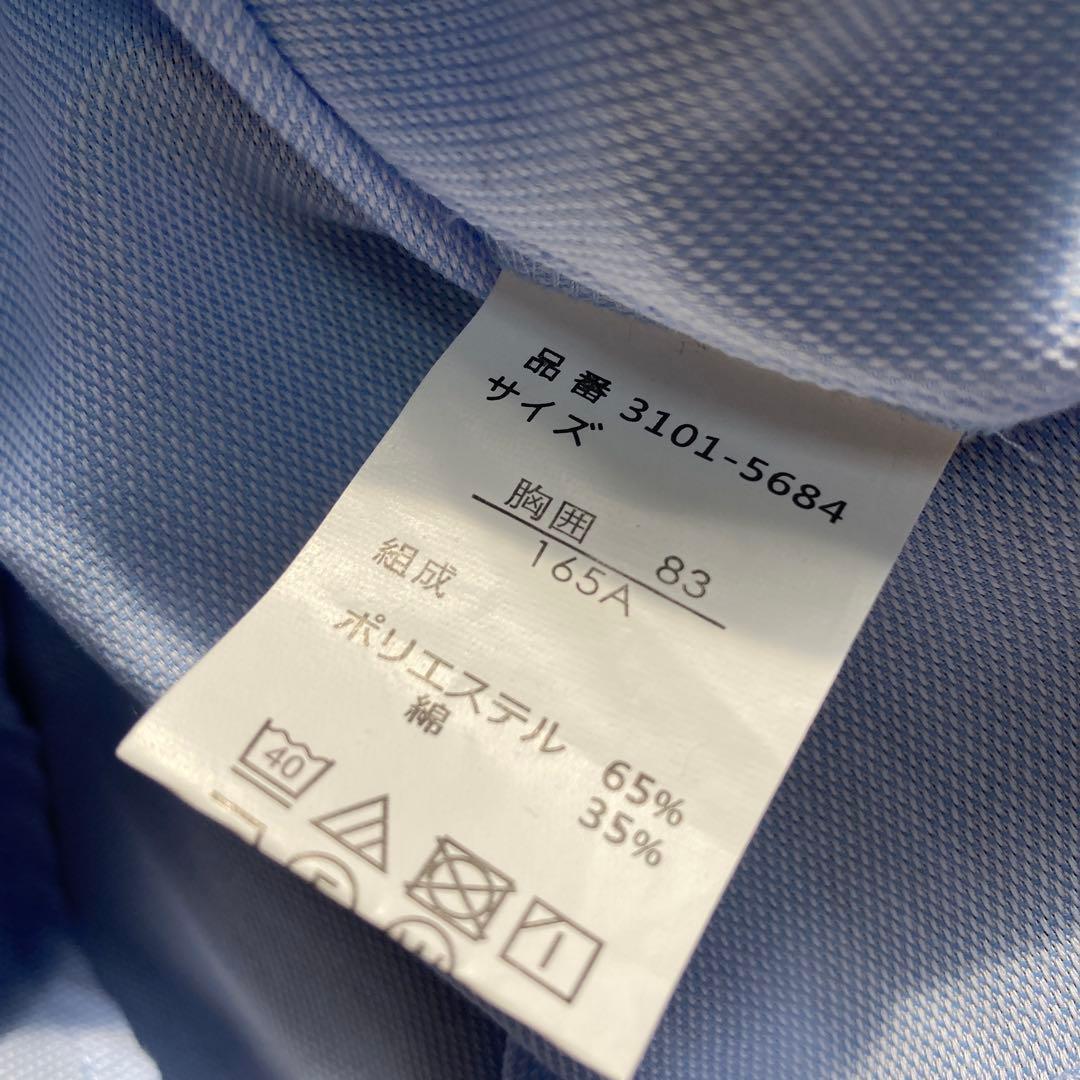 品番 3101-5684
サイズ
胸囲 83
165A
組成
ポリエステル 65%
綿 35%
40